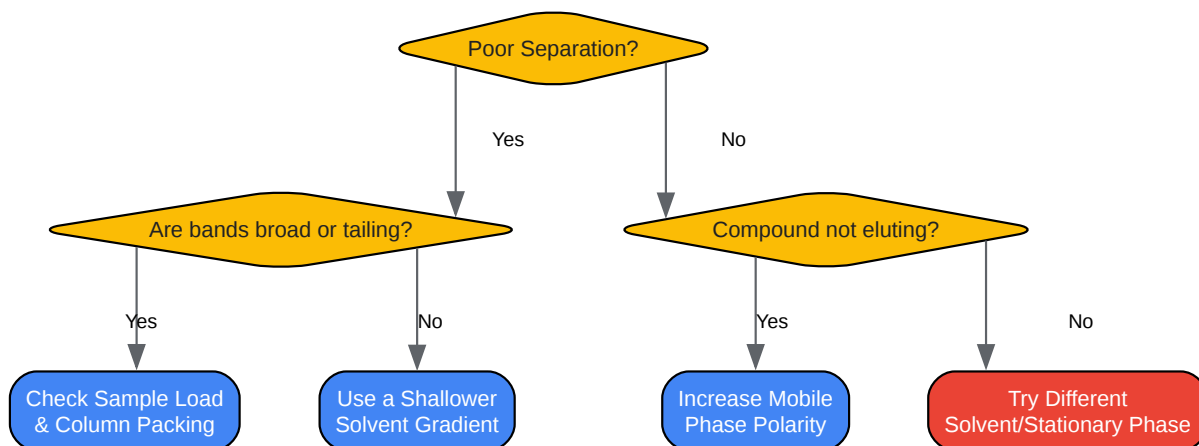 Poor Separation?
Yes
No
Are bands broad or tailing?
Compound not eluting?
Yes
No
Yes
No
Check Sample Load
& Column Packing
Use a Shallower
Solvent Gradient
Increase Mobile
Phase Polarity
Try Different
Solvent/Stationary Phase